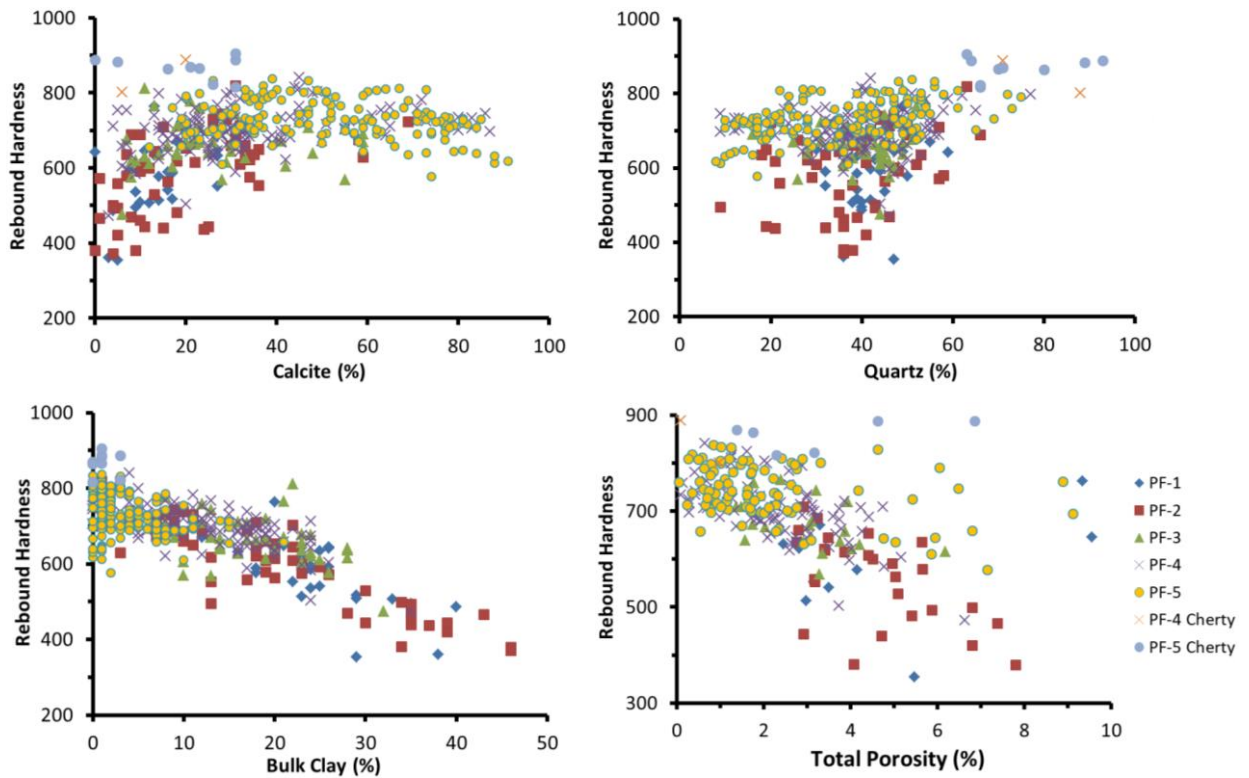 1000
800
600
400
200
Rebound Hardness
0 20 40 60 80 100
Calcite (%)
1000
800
600
400
200
Rebound Hardness
0 20 40 60 80 100
Quartz (%)
1000
800
600
400
200
Rebound Hardness
0 10 20 30 40 50
Bulk Clay (%)
900
700
500
300
Rebound Hardness
0 2 4 6 8 10
Total Porosity (%)
PF-1
PF-2
PF-3
PF-4
PF-5
PF-4 Cherty
PF-5 Cherty